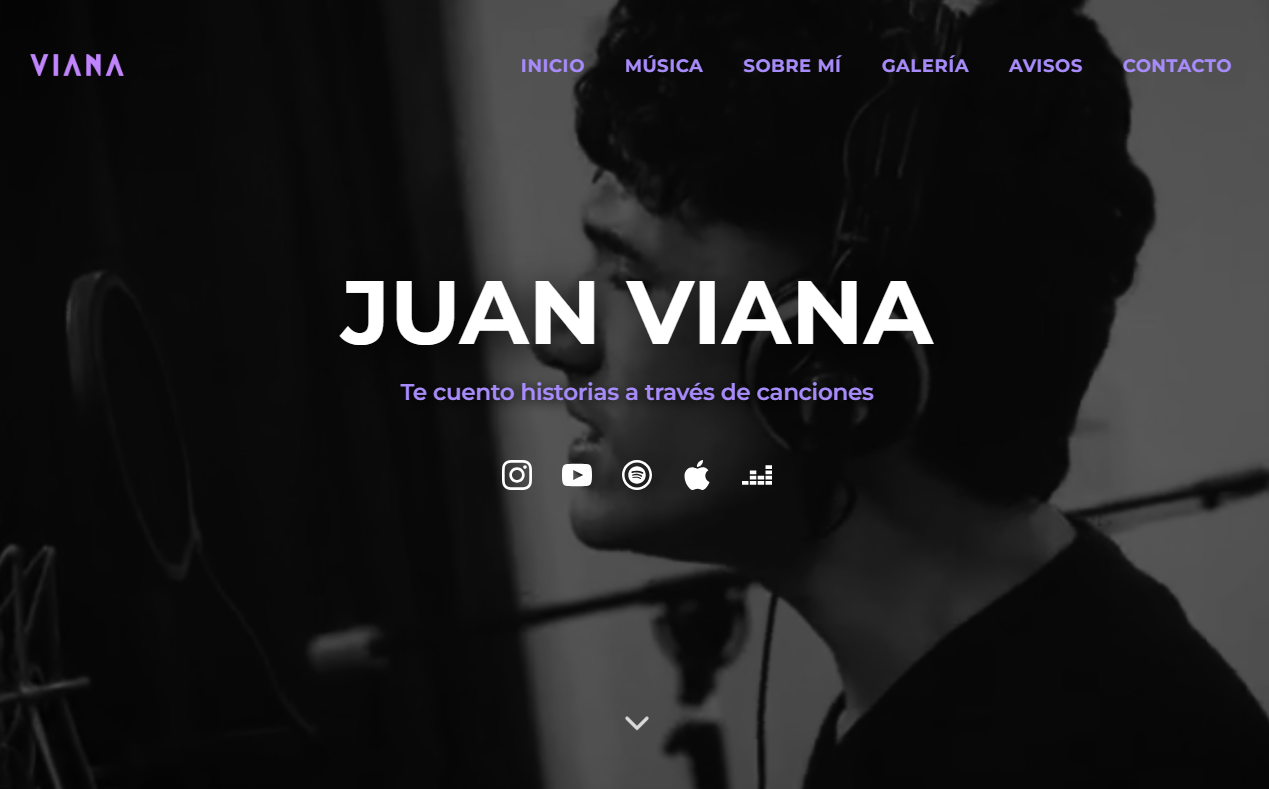 VIANA
INICIO MÚSICA SOBRE MÍ GALERÍA AVISOS CONTACTO
JUAN VIANA
Te cuento historias a través de canciones